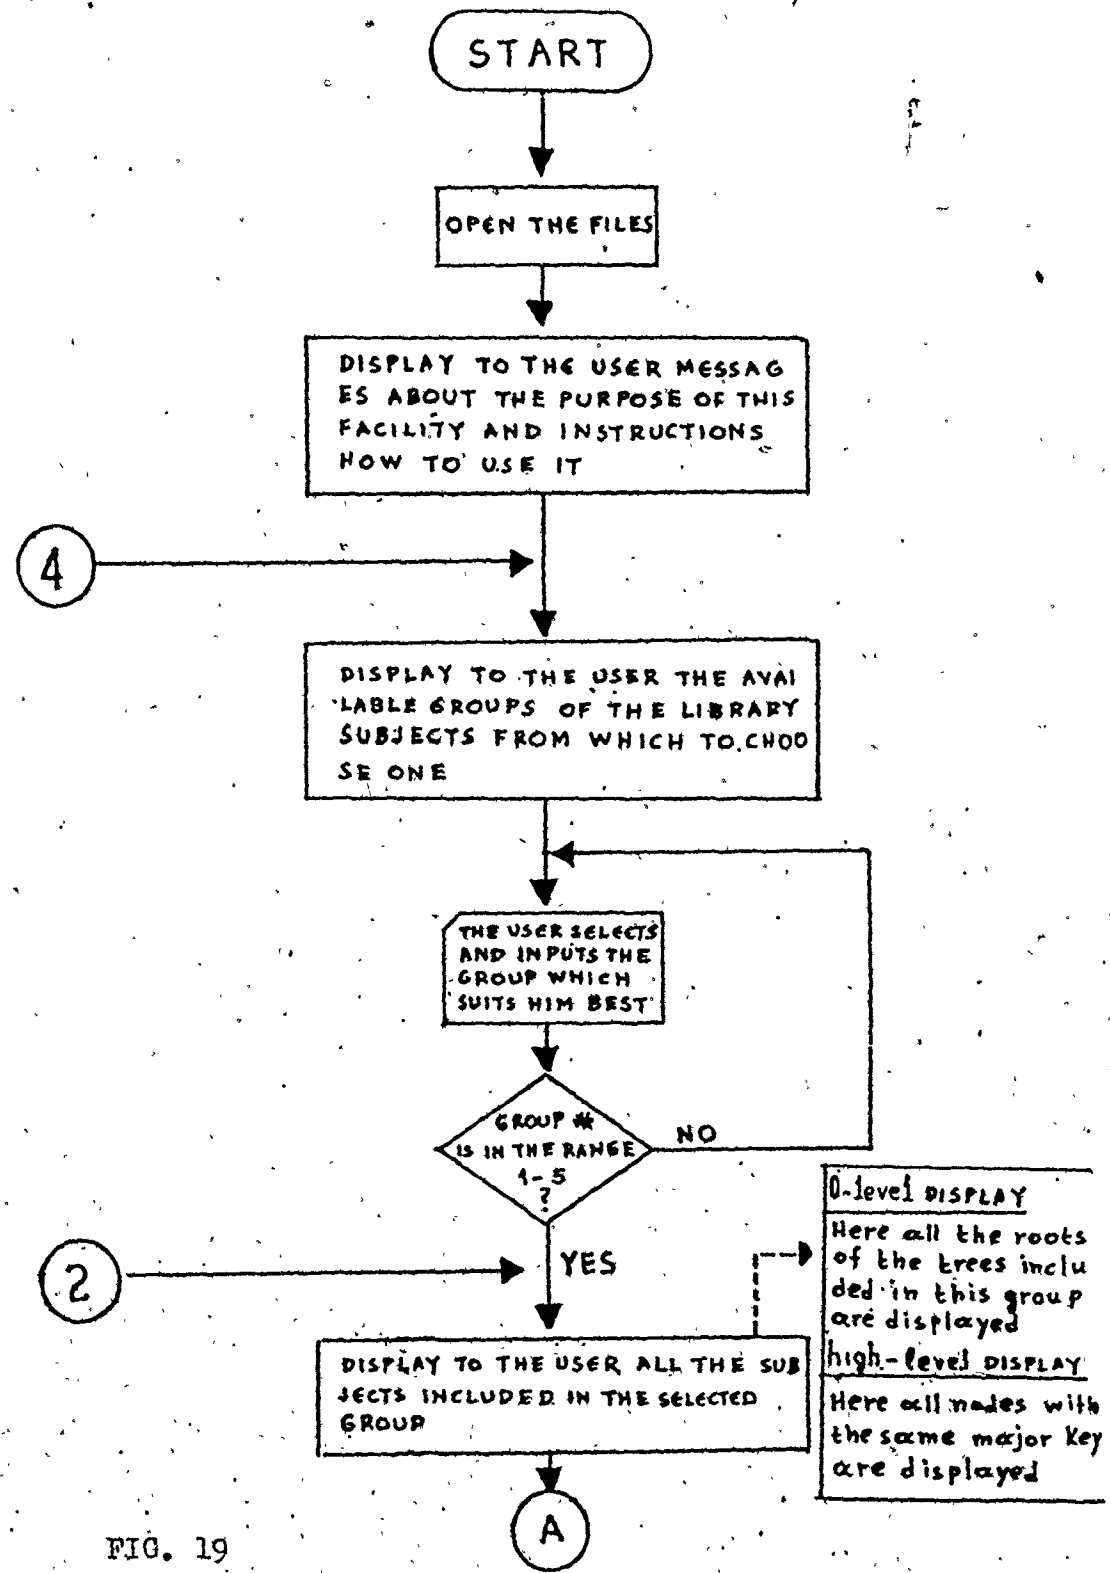 START
OPEN THE FILES
DISPLAY TO THE USER MESSAG
ES ABOUT THE PURPOSE OF THIS
FACILITY AND INSTRUCTIONS
HOW TO USE IT
4
DISPLAY TO THE USER THE AVAI
LABLE GROUPS OF THE LIBRARY
SUBJECTS FROM WHICH TO CHOO
SE ONE
THE USER SELECTS
AND INPUTS THE
GROUP WHICH
SUITS HIM BEST
GROUP #
IS IN THE RANGE
1-5
?
NO
YES
2
0-level DISPLAY
Here all the roots
of the trees inclu
ded in this group
are displayed
high-level DISPLAY
Here all nodes with
the same major Key
are displayed
DISPLAY TO THE USER ALL THE SUB
JECTS INCLUDED IN THE SELECTED
GROUP
A
FIG. 19